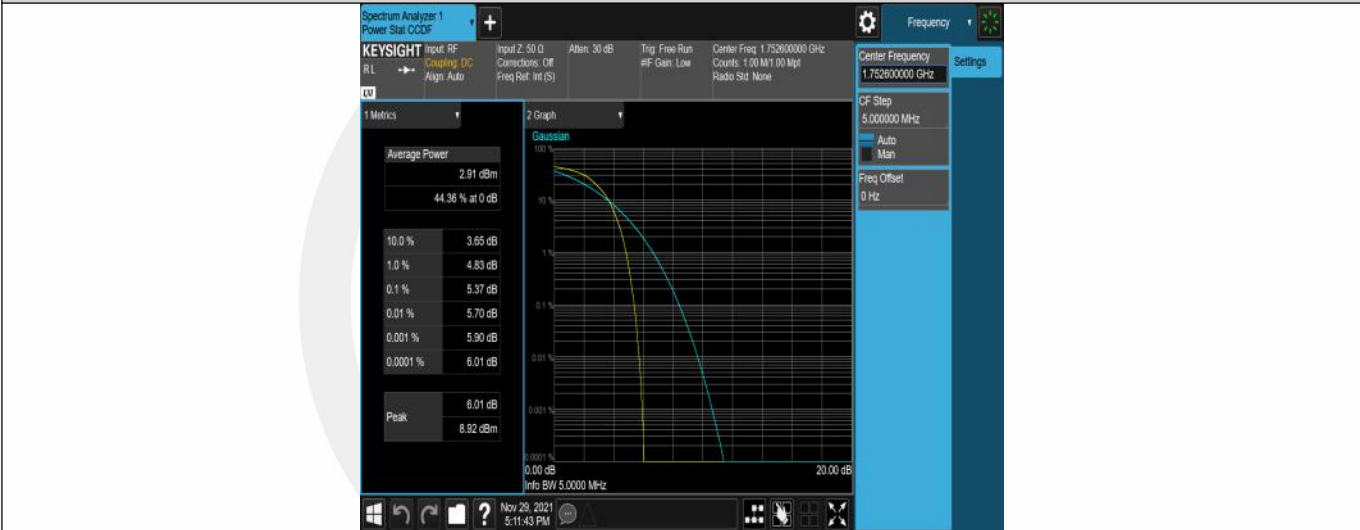 Spectrum Analyzer 1
Power Stat CCDF
+
Frequency
KEYSIGHT
R L
Input: RF
Coupling: DC
Align: Auto
Input Z: 50 Ω
Corrections: Off
Freq Ref: Int (S)
Atten: 30 dB
Trig: Free Run
#IF Gain: Low
Center Freq: 1.752600000 GHz
Counts: 1.00 M/1.00 Mpt
Radio Std: None
Center Frequency
1.752600000 GHz
Settings
CF Step
5.000000 MHz
Auto
Man
Freq Offset
0 Hz
1 Metrics
Average Power
2.91 dBm
44.36 % at 0 dB
10.0 % 3.65 dB
1.0 % 4.83 dB
0.1 % 5.37 dB
0.01 % 5.70 dB
0.001 % 5.90 dB
0.0001 % 6.01 dB
Peak
6.01 dB
8.92 dBm
2 Graph
Gaussian
100 %
10 %
1 %
0.1 %
0.01 %
0.001 %
0.0001 %
0.00 dB 20.00 dB
Info BW 5.0000 MHz
?
Nov 29, 2021
5:11:43 PM